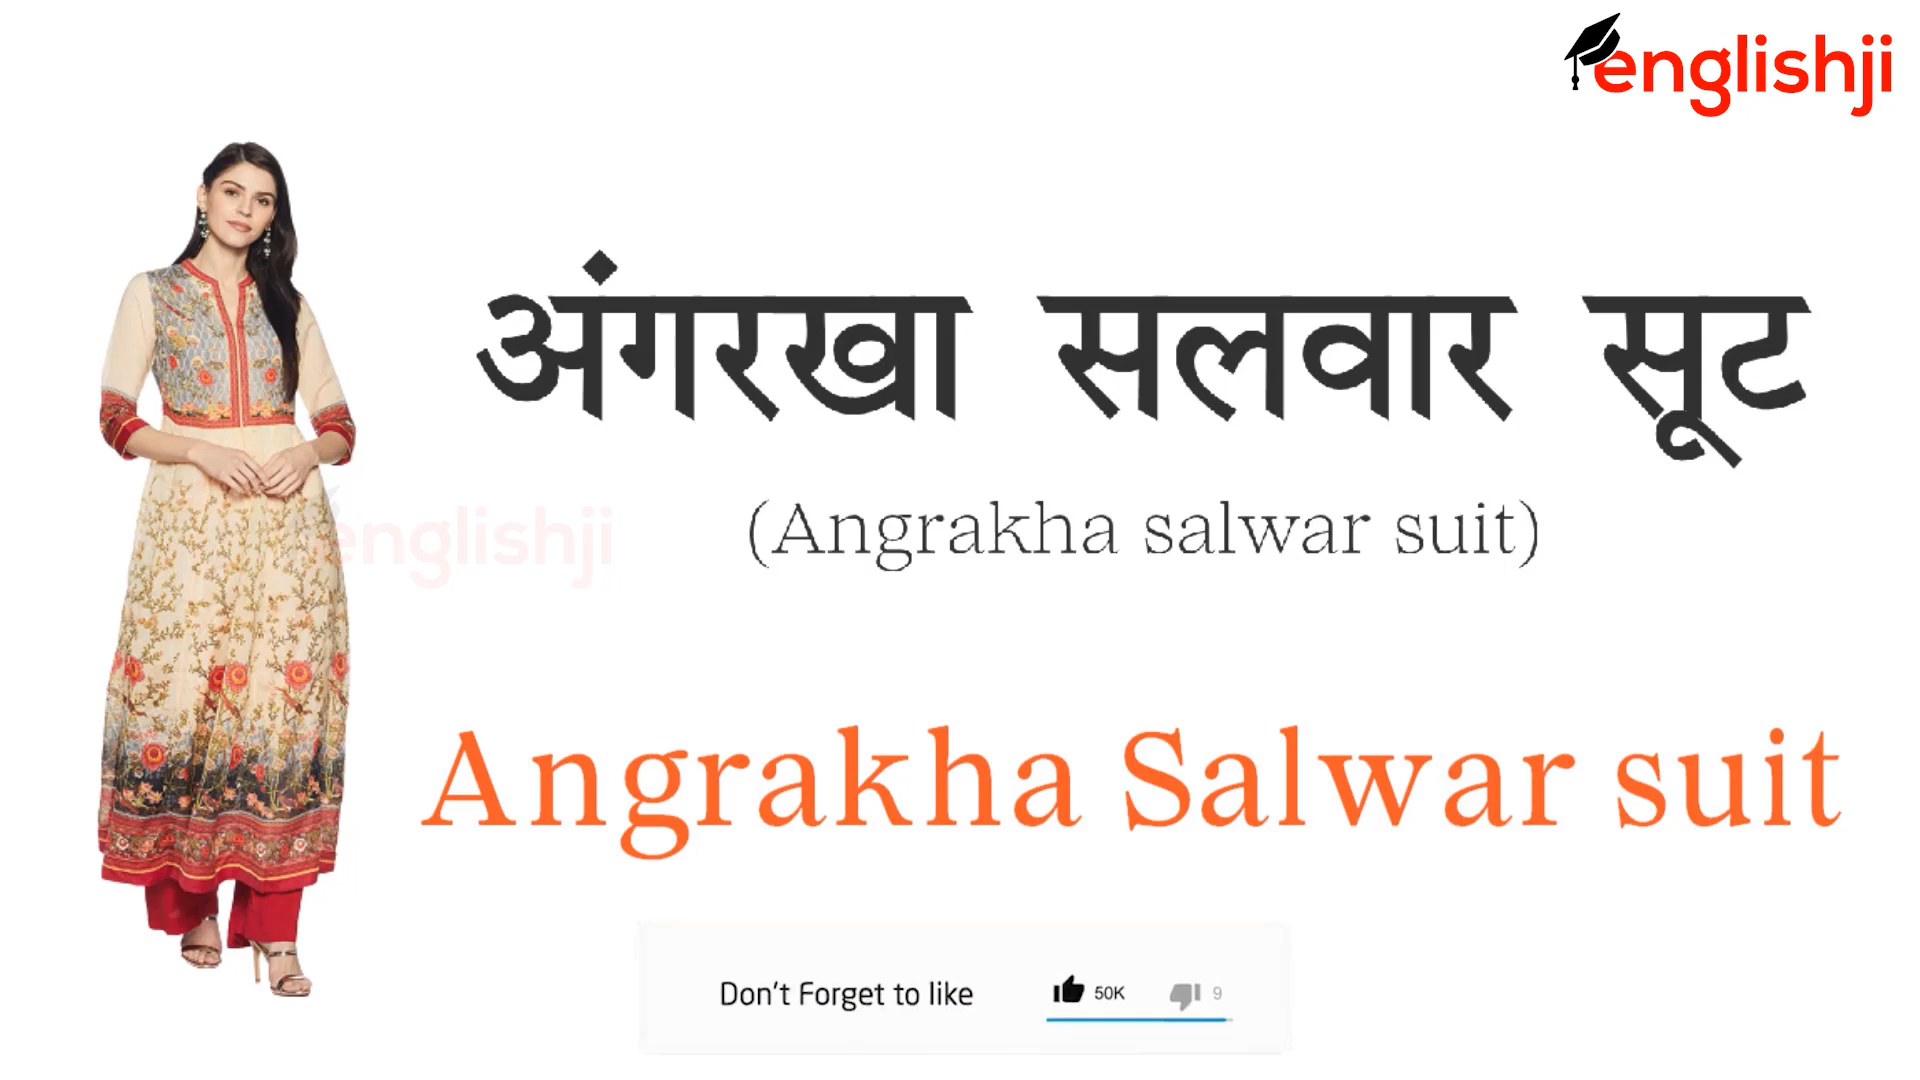 englishji
अंगरखा सलवार सूट
(Angrakha salwar suit)
englishji
Angrakha Salwar suit
Don't Forget to like 50K 9